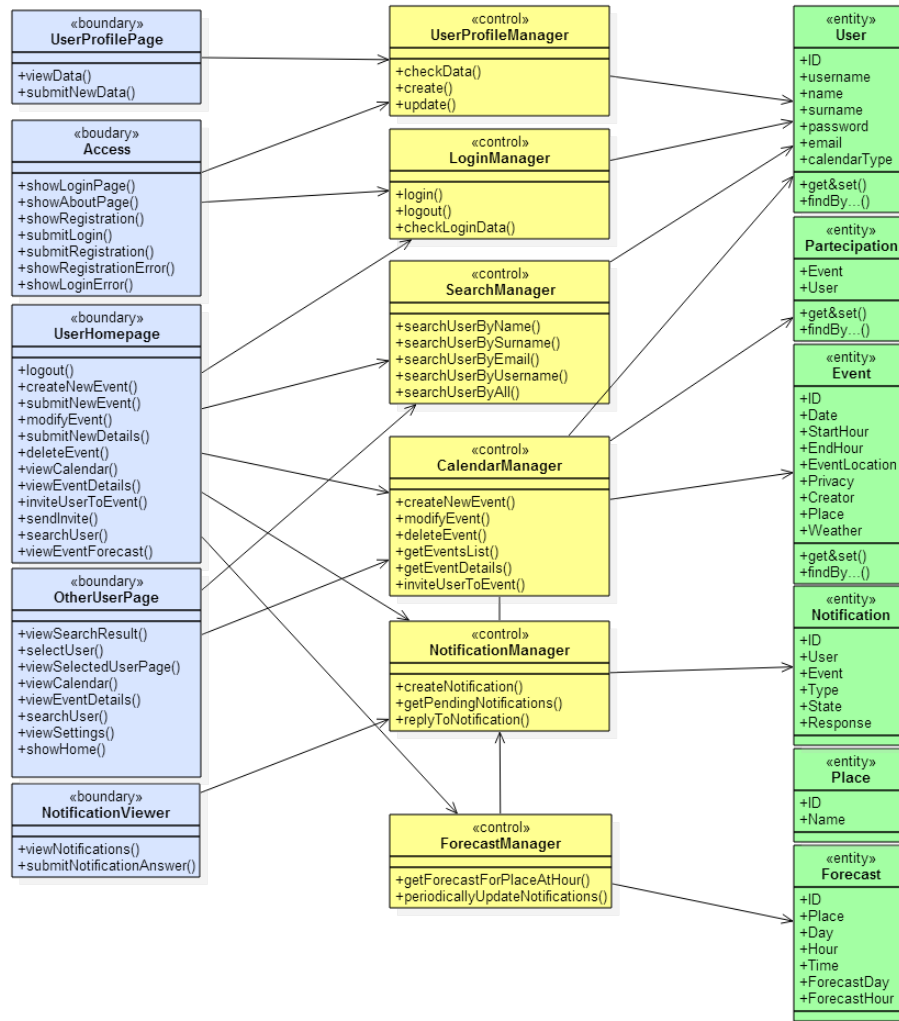 «boundary»
UserProfilePage
+viewData()
+submitNewData()
«boudary»
Access
+showLoginPage()
+showAboutPage()
+showRegistration()
+submitLogin()
+submitRegistration()
+showRegistrationError()
+showLoginError()
«boundary»
UserHomepage
+logout()
+createNewEvent()
+submitNewEvent()
+modifyEvent()
+submitNewDetails()
+deleteEvent()
+viewCalendar()
+viewEventDetails()
+inviteUserToEvent()
+sendInvite()
+searchUser()
+viewEventForecast()
«boundary»
OtherUserPage
+viewSearchResult()
+selectUser()
+viewSelectedUserPage()
+viewCalendar()
+viewEventDetails()
+searchUser()
+viewSettings()
+showHome()
«boundary»
NotificationViewer
+viewNotifications()
+submitNotificationAnswer()
«control»
UserProfileManager
+checkData()
+create()
+update()
«control»
LoginManager
+login()
+logout()
+checkLoginData()
«control»
SearchManager
+searchUserByName()
+searchUserBySurname()
+searchUserByEmail()
+searchUserByUsername()
+searchUserByAll()
«control»
CalendarManager
+createNewEvent()
+modifyEvent()
+deleteEvent()
+getEventsList()
+getEventDetails()
+inviteUserToEvent()
«control»
NotificationManager
+createNotification()
+getPendingNotifications()
+replyToNotification()
«control»
ForecastManager
+getForecastForPlaceAtHour()
+periodicallyUpdateNotifications()
«entity»
User
+ID
+username
+name
+surname
+password
+email
+calendarType
+get&set()
+findBy...()
«entity»
Partecipation
+Event
+User
+get&set()
+findBy...()
«entity»
Event
+ID
+Date
+StartHour
+EndHour
+EventLocation
+Privacy
+Creator
+Place
+Weather
+get&set()
+findBy...()
«entity»
Notification
+ID
+User
+Event
+Type
+State
+Response
«entity»
Place
+ID
+Name
«entity»
Forecast
+ID
+Place
+Day
+Hour
+Time
+ForecastDay
+ForecastHour